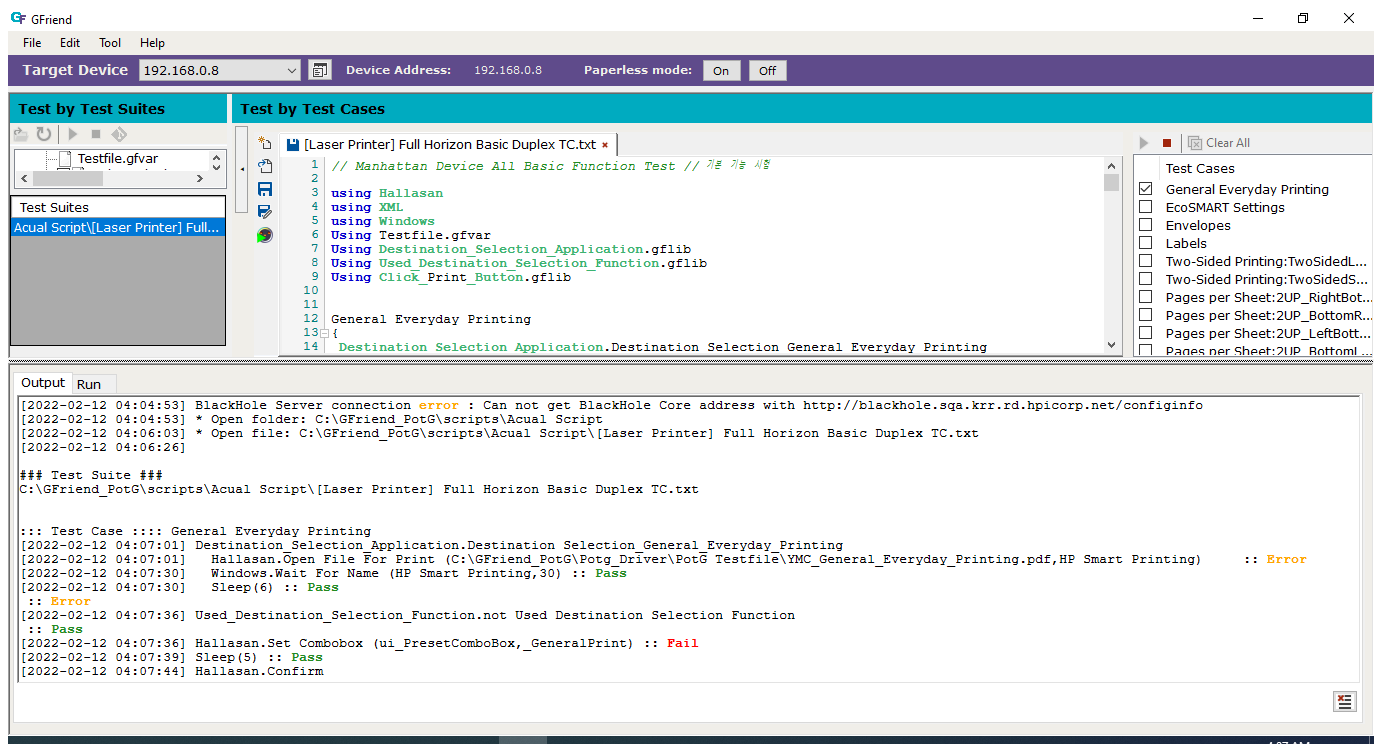 GFriend
File Edit Tool Help
Target Device 192.168.0.8 Device Address: 192.168.0.8 Paperless mode: On Off
Test by Test Suites
Testfile.gfvar
Test Suites
Acual Script\[Laser Printer] Full...
Test by Test Cases
[Laser Printer] Full Horizon Basic Duplex TC.txt
1 // Manhattan Device All Basic Function Test // 기본 기능 시험
2
3 using Hallasan
4 using XML
5 using Windows
6 Using Testfile.gfvar
7 Using Destination_Selection_Application.gflib
8 Using Used_Destination_Selection_Function.gflib
9 Using Click_Print_Button.gflib
10
11
12 General Everyday Printing
13 {
14 Destination Selection Application.Destination Selection General Everyday Printing
Clear All
Test Cases
General Everyday Printing
EcoSMART Settings
Envelopes
Labels
Two-Sided Printing:TwoSidedL...
Two-Sided Printing:TwoSidedS...
Pages per Sheet:2UP_RightBot...
Pages per Sheet:2UP_BottomR...
Pages per Sheet:2UP_LeftBott...
Pages per Sheet:2UP_BottomL...
Output Run
[2022-02-12 04:04:53] BlackHole Server connection error : Can not get BlackHole Core address with http://blackhole.sqa.krr.rd.hpicorp.net/configinfo
[2022-02-12 04:04:53] * Open folder: C:\GFriend_PotG\scripts\Acual Script
[2022-02-12 04:06:03] * Open file: C:\GFriend_PotG\scripts\Acual Script\[Laser Printer] Full Horizon Basic Duplex TC.txt
[2022-02-12 04:06:26]
### Test Suite ###
C:\GFriend_PotG\scripts\Acual Script\[Laser Printer] Full Horizon Basic Duplex TC.txt
::: Test Case :::: General Everyday Printing
[2022-02-12 04:07:01] Destination_Selection_Application.Destination Selection_General_Everyday_Printing
[2022-02-12 04:07:01] Hallasan.Open File For Print (C:\GFriend_PotG\Potg_Driver\PotG Testfile\YMC_General_Everyday_Printing.pdf,HP Smart Printing) :: Error
[2022-02-12 04:07:30] Windows.Wait For Name (HP Smart Printing,30) :: Pass
[2022-02-12 04:07:30] Sleep(6) :: Pass
:: Error
[2022-02-12 04:07:36] Used_Destination_Selection_Function.not Used Destination Selection Function
:: Pass
[2022-02-12 04:07:36] Hallasan.Set Combobox (ui_PresetComboBox,_GeneralPrint) :: Fail
[2022-02-12 04:07:39] Sleep(5) :: Pass
[2022-02-12 04:07:44] Hallasan.Confirm